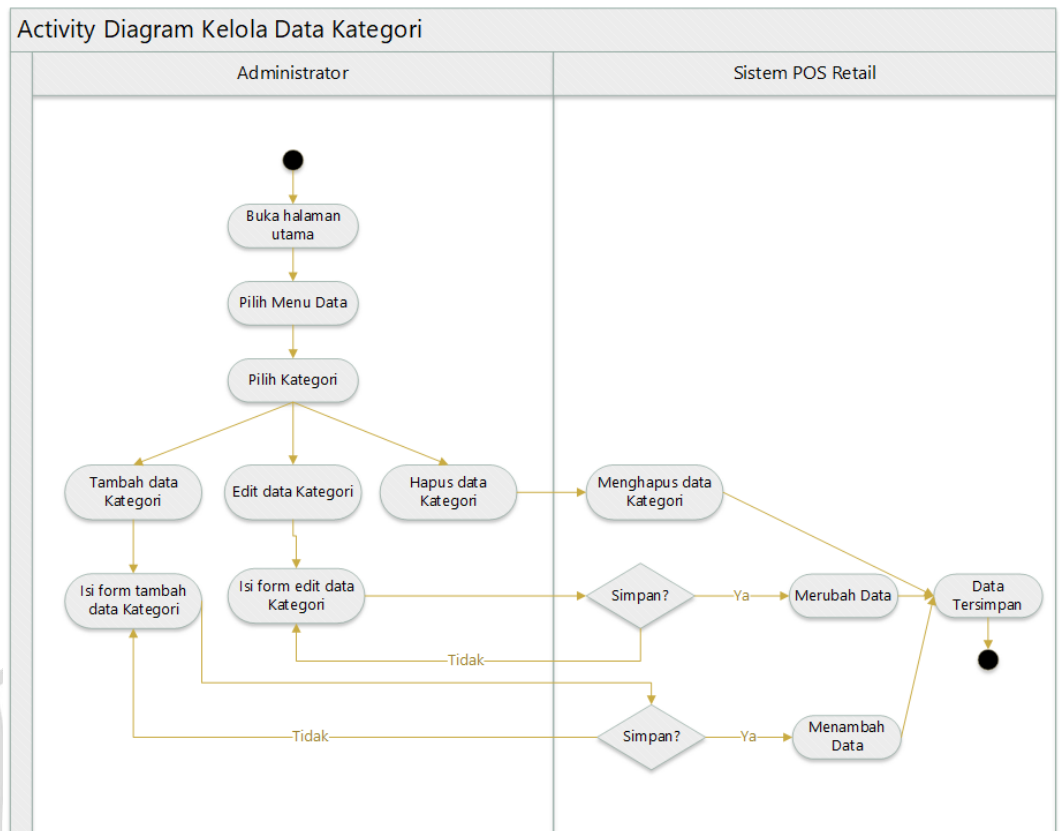 Activity Diagram Kelola Data Kategori
Administrator
Sistem POS Retail
Buka halaman
utama
Pilih Menu Data
Pilih Kategori
Tambah data
Kategori
Edit data Kategori
Hapus data
Kategori
Menghapus data
Kategori
Isi form tambah
data Kategori
Isi form edit data
Kategori
Simpan?
Ya
Merubah Data
Data
Tersimpan
Tidak
Tidak
Simpan?
Ya
Menambah
Data